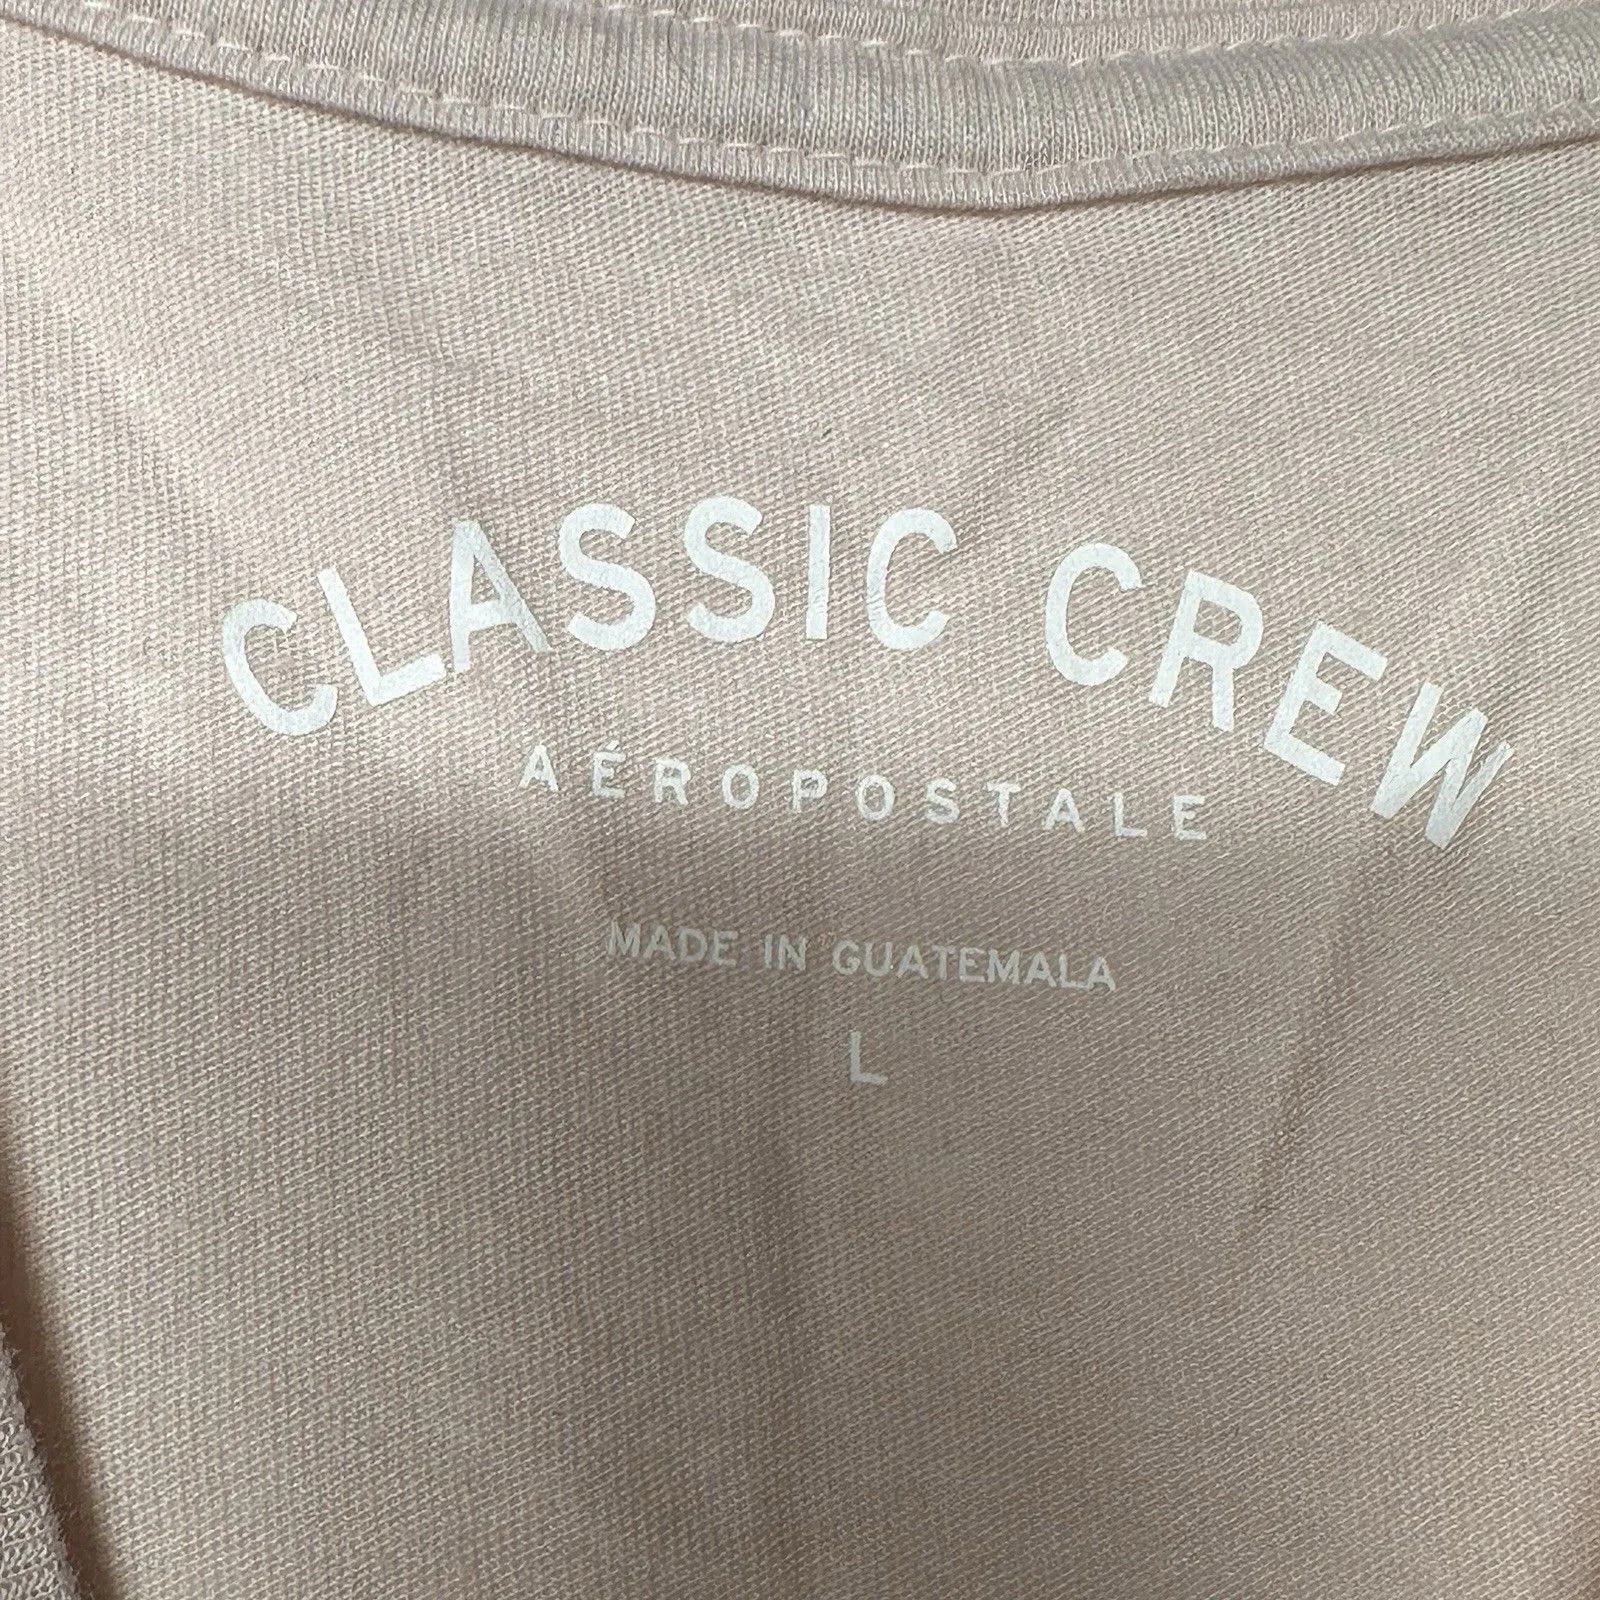 CLASSIC CREW
AÉROPOSTALE
MADE IN GUATEMALA
L